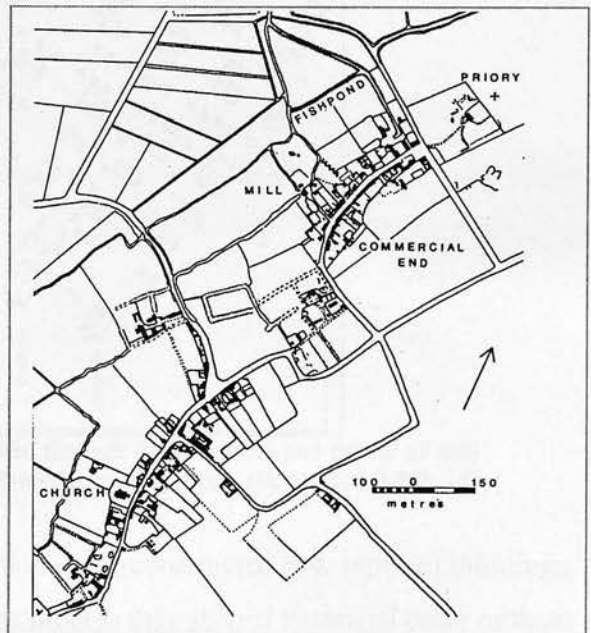 PRIORY
FISHPOND
MILL
COMMERCIAL
END
100 0 150
metres
CHURCH